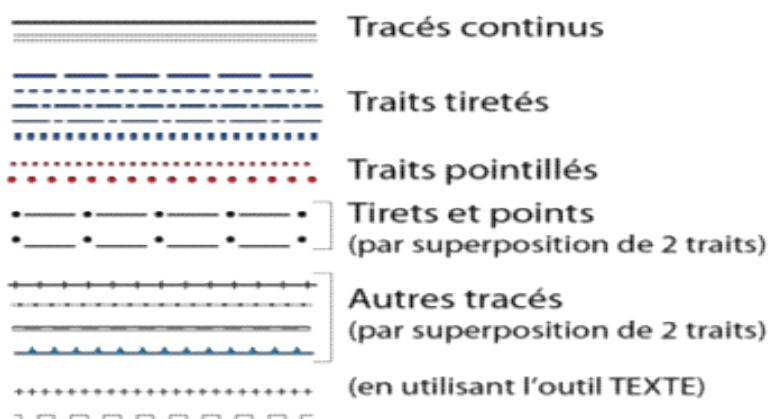 Tracés continus
Traits tiretés
Traits pointillés
Tirets et points
(par superposition de 2 traits)
Autres tracés
(par superposition de 2 traits)
(en utilisant l'outil TEXTE)